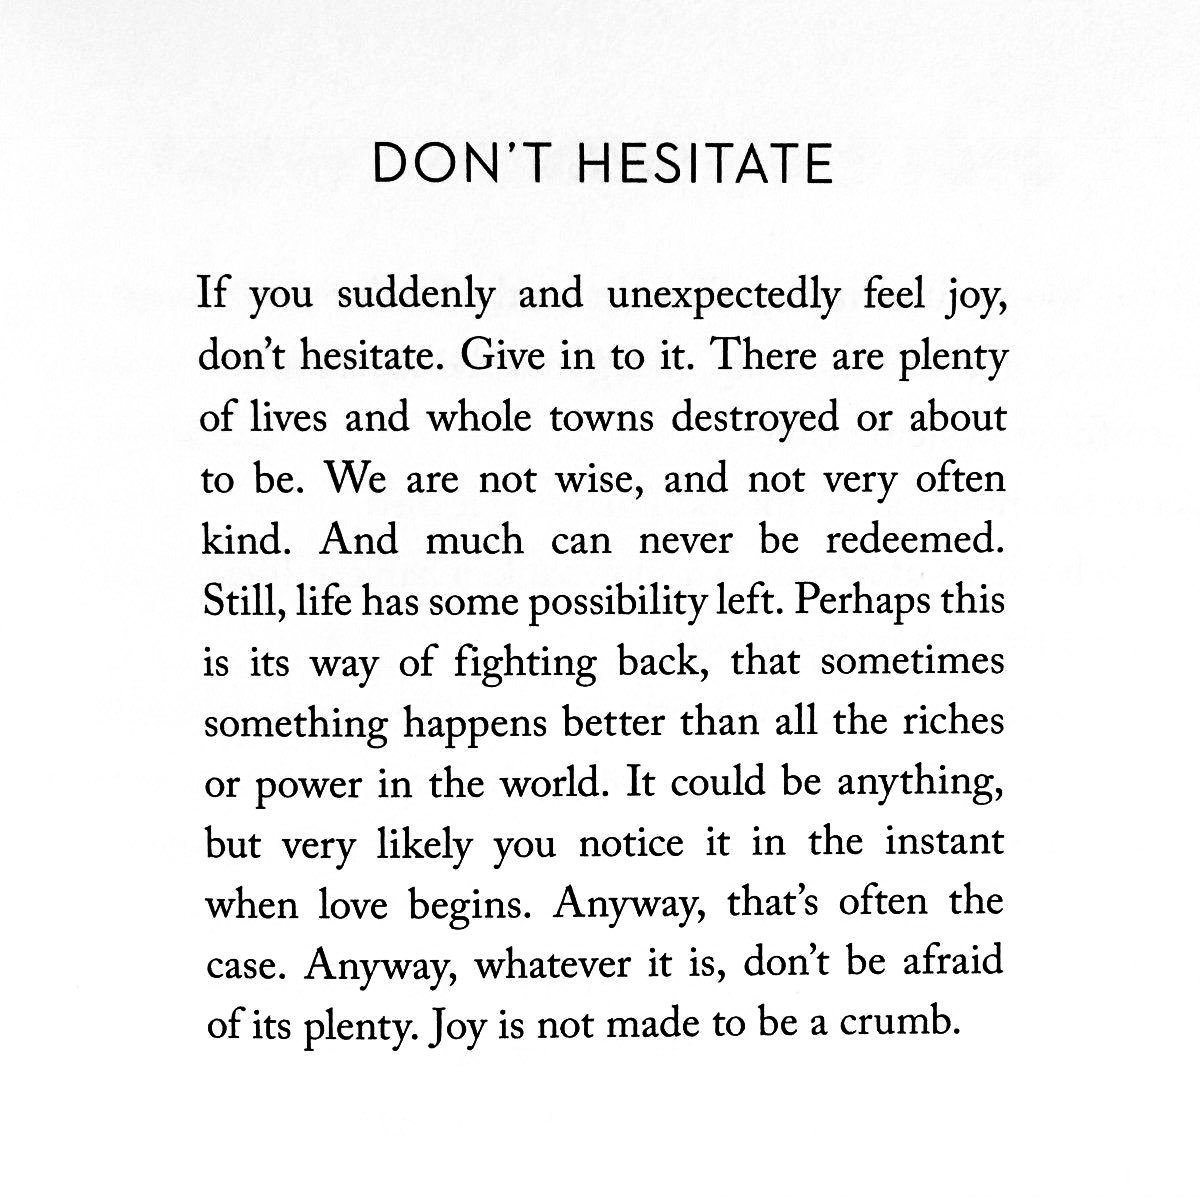 DON'T HESITATE
If you suddenly and unexpectedly feel joy,
don't hesitate. Give in to it. There are plenty
of lives and whole towns destroyed or about
to be. We are not wise, and not very often
kind. And much can never be redeemed.
Still, life has some possibility left. Perhaps this
is its way of fighting back, that sometimes
something happens better than all the riches
or power in the world. It could be anything,
but very likely you notice it in the instant
when love begins. Anyway, that's often the
case. Anyway, whatever it is, don't be afraid
of its plenty. Joy is not made to be a crumb.